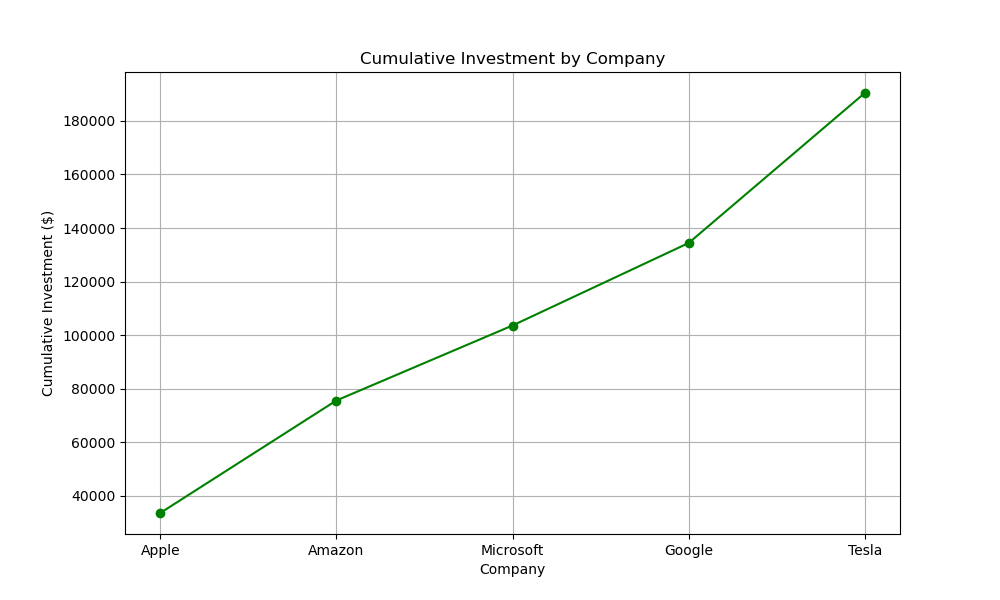 Cumulative Investment by Company
Cumulative Investment ($)
180000
160000
140000
120000
100000
80000
60000
40000
Apple Amazon Microsoft Google Tesla
Company